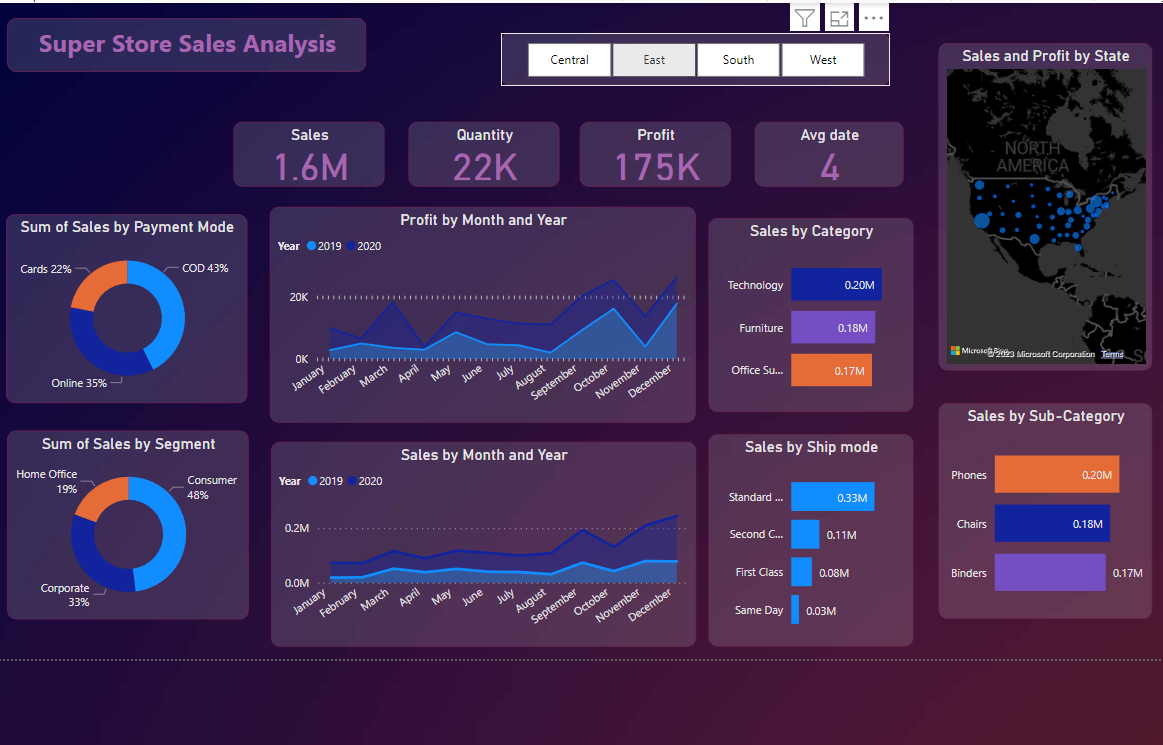 Super Store Sales Analysis
Central
East
South
West
Sales
1.6M
Quantity
22K
Profit
175K
Avg date
4
Sales and Profit by State
NORTH
AMERICA
© 2023 Microsoft Corporation
Terms
Sum of Sales by Payment Mode
Cards 22%
COD 43%
Online 35%
Profit by Month and Year
Year 2019 2020
20K
0K
January
February
March
April
May
June
July
August
September
October
November
December
Sales by Category
Technology 0.20M
Furniture 0.18M
Office Su... 0.17M
Sum of Sales by Segment
Home Office
19%
Consumer
48%
Corporate
33%
Sales by Month and Year
Year 2019 2020
0.2M
0.0M
January
February
March
April
May
June
July
August
September
October
November
December
Sales by Ship mode
Standard ... 0.33M
Second C... 0.11M
First Class 0.08M
Same Day 0.03M
Sales by Sub-Category
Phones 0.20M
Chairs 0.18M
Binders 0.17M